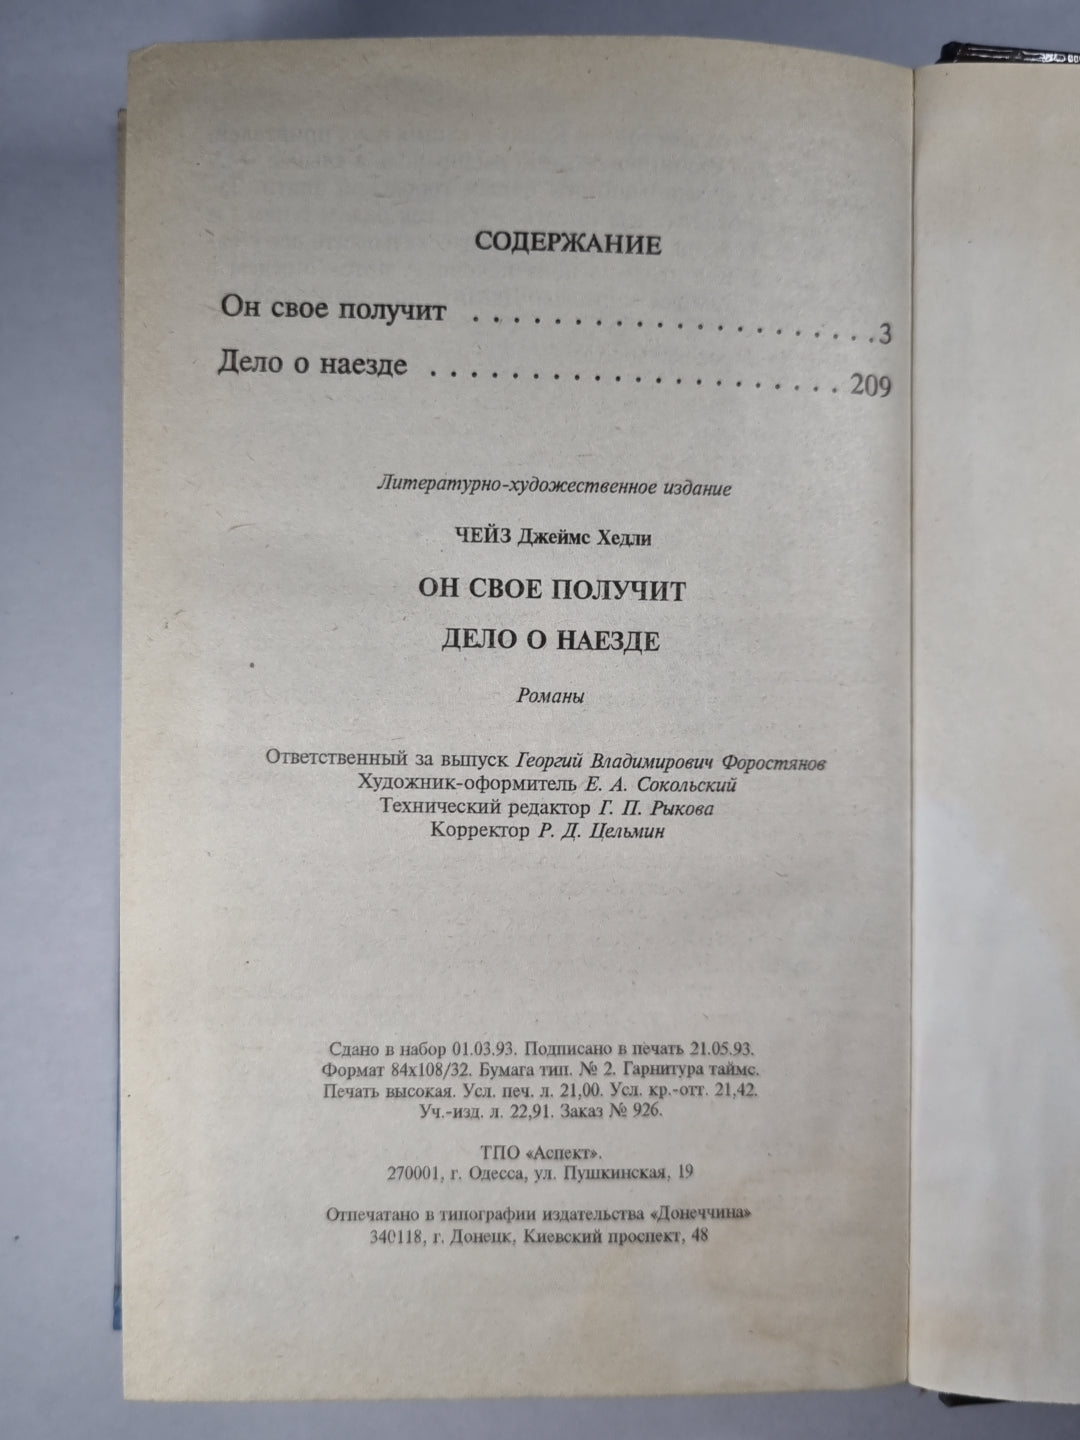 СОДЕРЖАНИЕ
Он свое получит . . . . . . . . . . . . . . . . . . . . .3
Дело о наезде . . . . . . . . . . . . . . . . . . . . . 209
Литературно-художественное издание
ЧЕЙЗ Джеймс Хедли
ОН СВОЕ ПОЛУЧИТ
ДЕЛО О НАЕЗДЕ
Романы
Ответственный за выпуск Георгий Владимирович Форостянов
Художник-оформитель Е. А. Сокольский
Технический редактор Г. П. Рыкова
Корректор Р. Д. Цельмин
Сдано в набор 01.03.93. Подписано в печать 21.05.93.
Формат 84х108/32. Бумага тип. № 2. Гарнитура таймс.
Печать высокая. Усл. печ. л. 21,00. Усл. кр.-отт. 21,42.
Уч.-изд. л. 22,91. Заказ № 926.
ТПО «Аспект».
270001, г. Одесса, ул. Пушкинская, 19
Отпечатано в типографии издательства «Донеччина»
340118, г. Донецк, Киевский проспект, 48